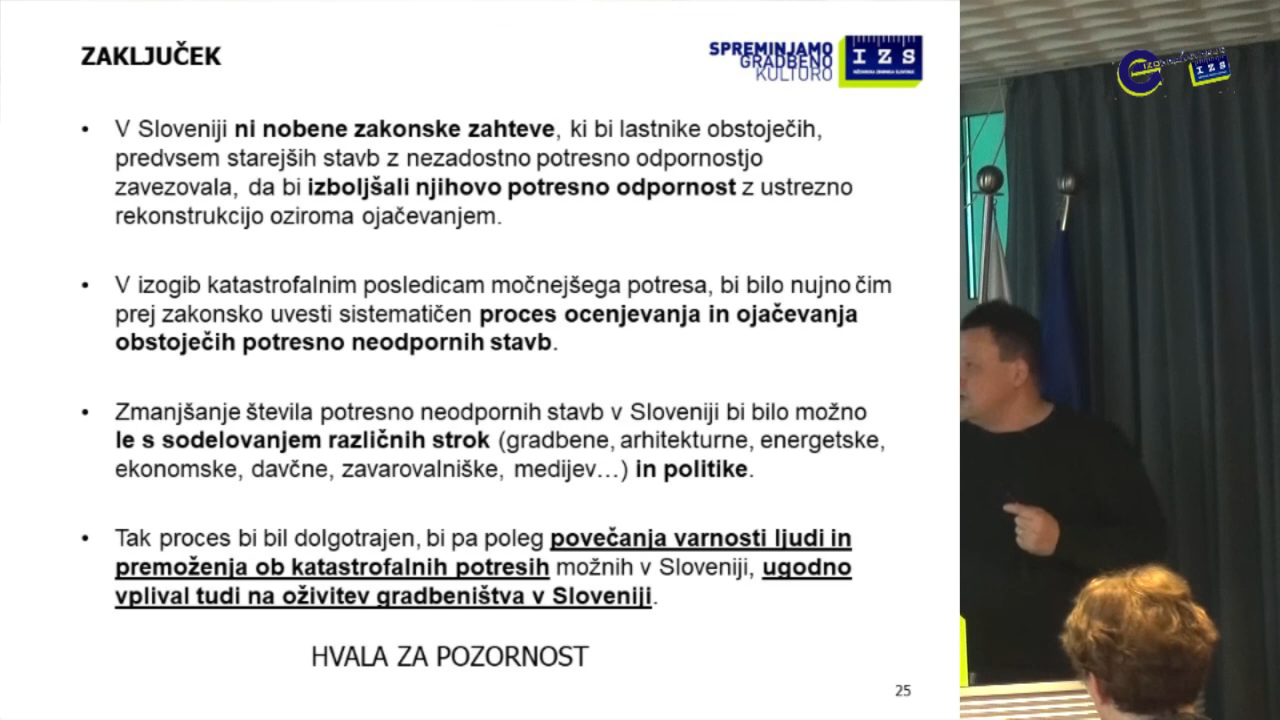 ZAKLJUČEK
SPREMINJAMO
GRADBENO
KULTURO
IZS
INŽENIRSKA ZBORNICA SLOVENIJE
• V Sloveniji ni nobene zakonske zahteve, ki bi lastnike obstoječih,
predvsem starejših stavb z nezadostno potresno odpornostjo
zavezovala, da bi izboljšali njihovo potresno odpornost z ustrezno
rekonstrukcijo oziroma ojačevanjem.
• V izogib katastrofalnim posledicam močnejšega potresa, bi bilo nujno čim
prej zakonsko uvesti sistematičen proces ocenjevanja in ojačevanja
obstoječih potresno neodpornih stavb.
• Zmanjšanje števila potresno neodpornih stavb v Sloveniji bi bilo možno
le s sodelovanjem različnih strok (gradbene, arhitekturne, energetske,
ekonomske, davčne, zavarovalniške, medijev…) in politike.
• Tak proces bi bil dolgotrajen, bi pa poleg povečanja varnosti ljudi in
premoženja ob katastrofalnih potresih možnih v Sloveniji, ugodno
vplival tudi na oživitev gradbeništva v Sloveniji.
HVALA ZA POZORNOST
25
IZS